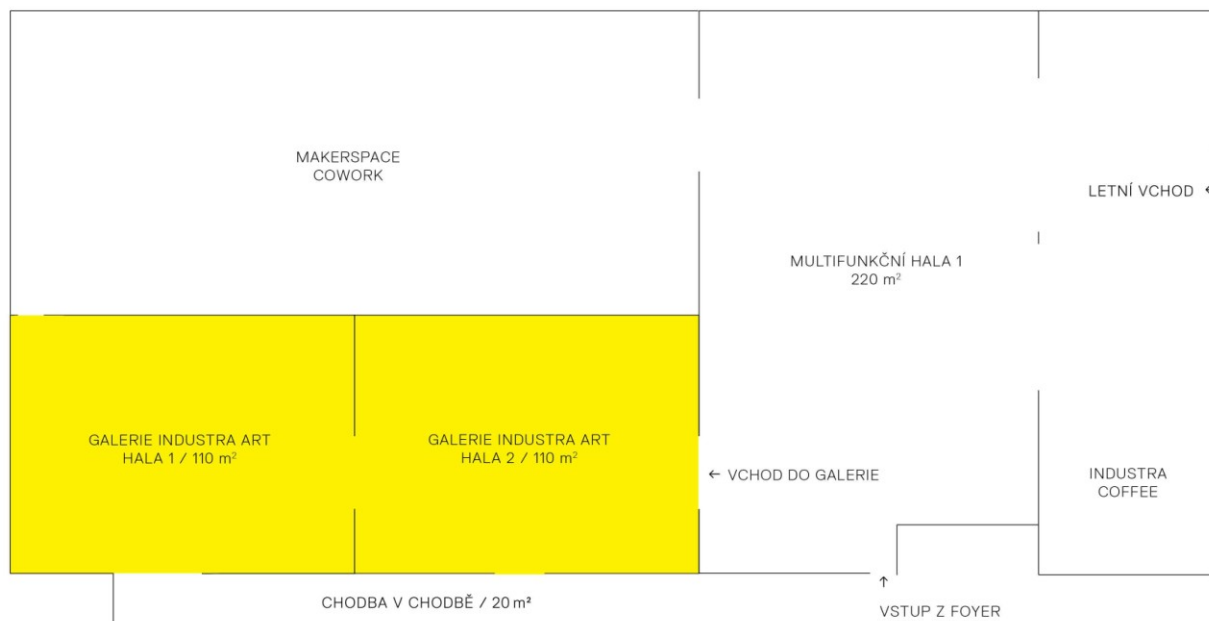 MAKERSPACE
COWORK
LETNÍ VCHOD ←
MULTIFUNKČNÍ HALA 1
220 m²
GALERIE INDUSTRA ART
HALA 1 / 110 m²
GALERIE INDUSTRA ART
HALA 2 / 110 m²
← VCHOD DO GALERIE
INDUSTRA
COFFEE
CHODBA V CHODBĚ / 20 m²
↑
VSTUP Z FOYER